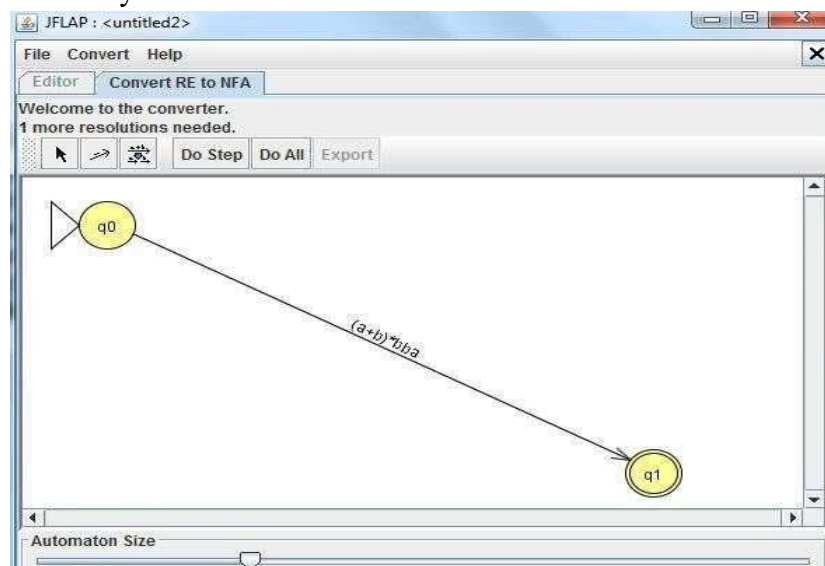 JFLAP : <untitled2>
File Convert Help
Editor Convert RE to NFA
Welcome to the converter.
1 more resolutions needed.
Do Step Do All Export
q0
(a+b)*bba
q1
Automaton Size